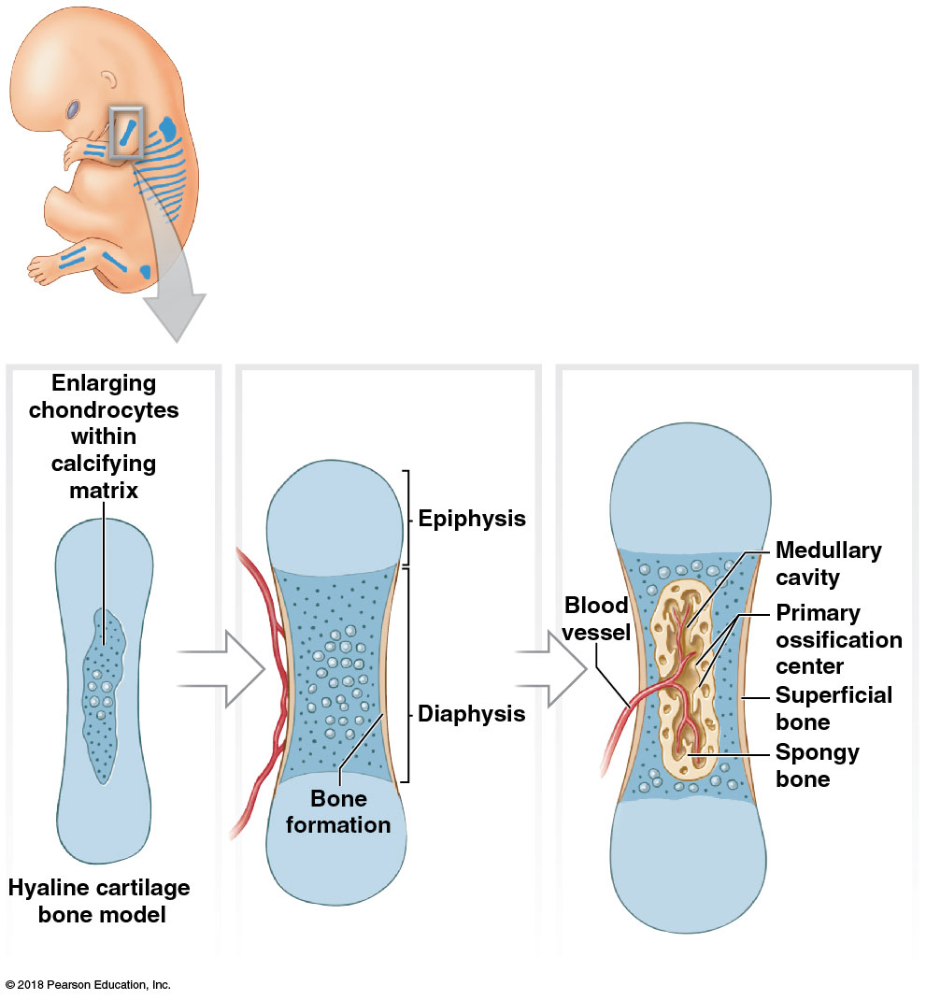 Enlarging
chondrocytes
within
calcifying
matrix
Hyaline cartilage
bone model
Epiphysis
Diaphysis
Bone
formation
Blood
vessel
Medullary
cavity
Primary
ossification
center
Superficial
bone
Spongy
bone
© 2018 Pearson Education, Inc.